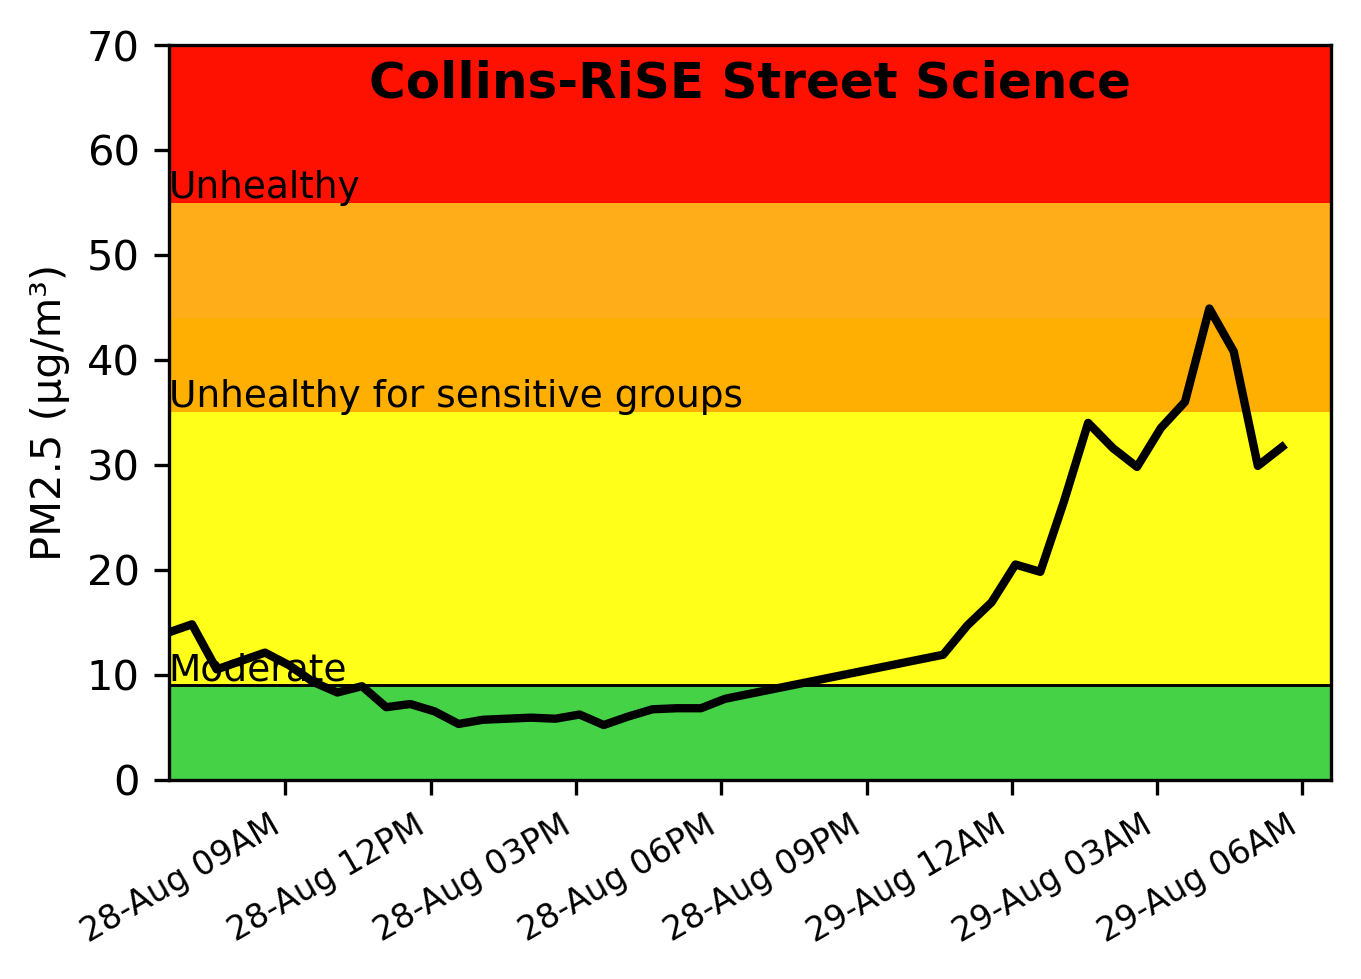 Collins-RiSE Street Science
PM2.5 (µg/m³)
70
60
50
40
30
20
10
0
Unhealthy
Unhealthy for sensitive groups
Moderate
28-Aug 09AM
28-Aug 12PM
28-Aug 03PM
28-Aug 06PM
28-Aug 09PM
29-Aug 12AM
29-Aug 03AM
29-Aug 06AM